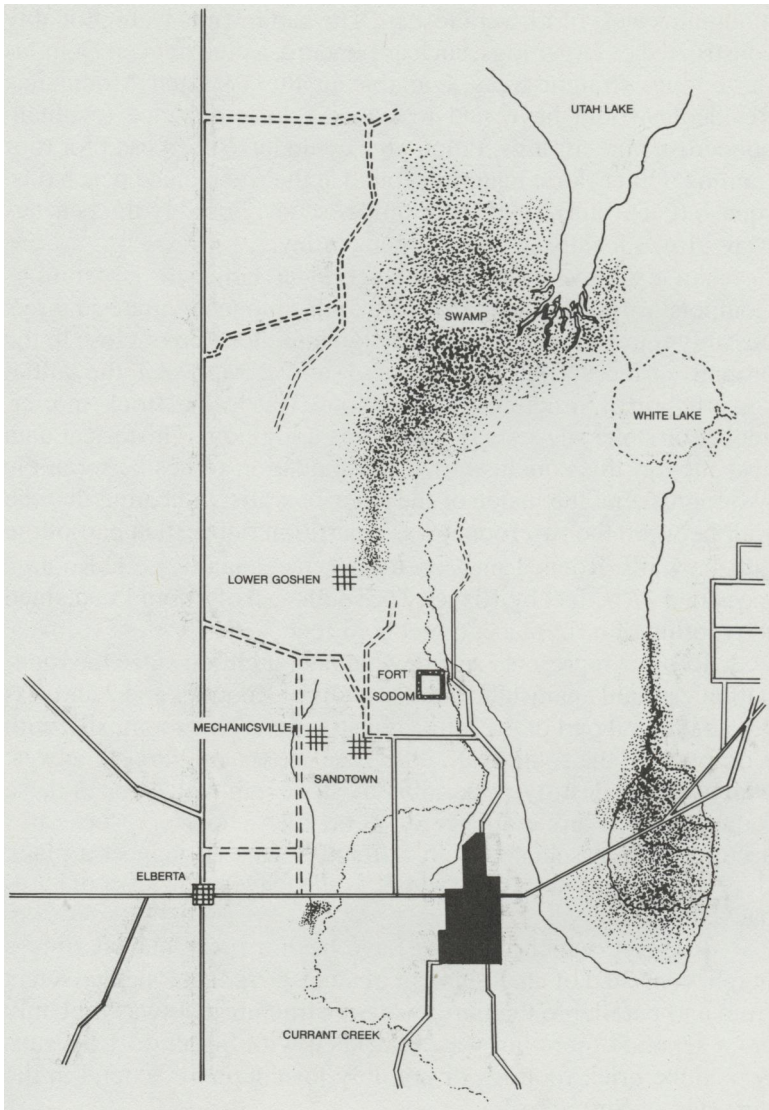 UTAH LAKE
SWAMP
WHITE LAKE
LOWER GOSHEN
FORT
SODOM
MECHANICSVILLE
SANDTOWN
ELBERTA
CURRANT CREEK